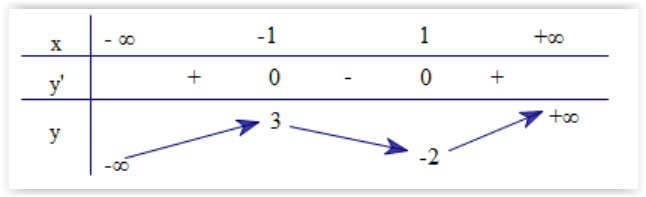 x - ∞ -1 1 +∞
y' + 0 - 0 +
y -∞ 3 -2 +∞